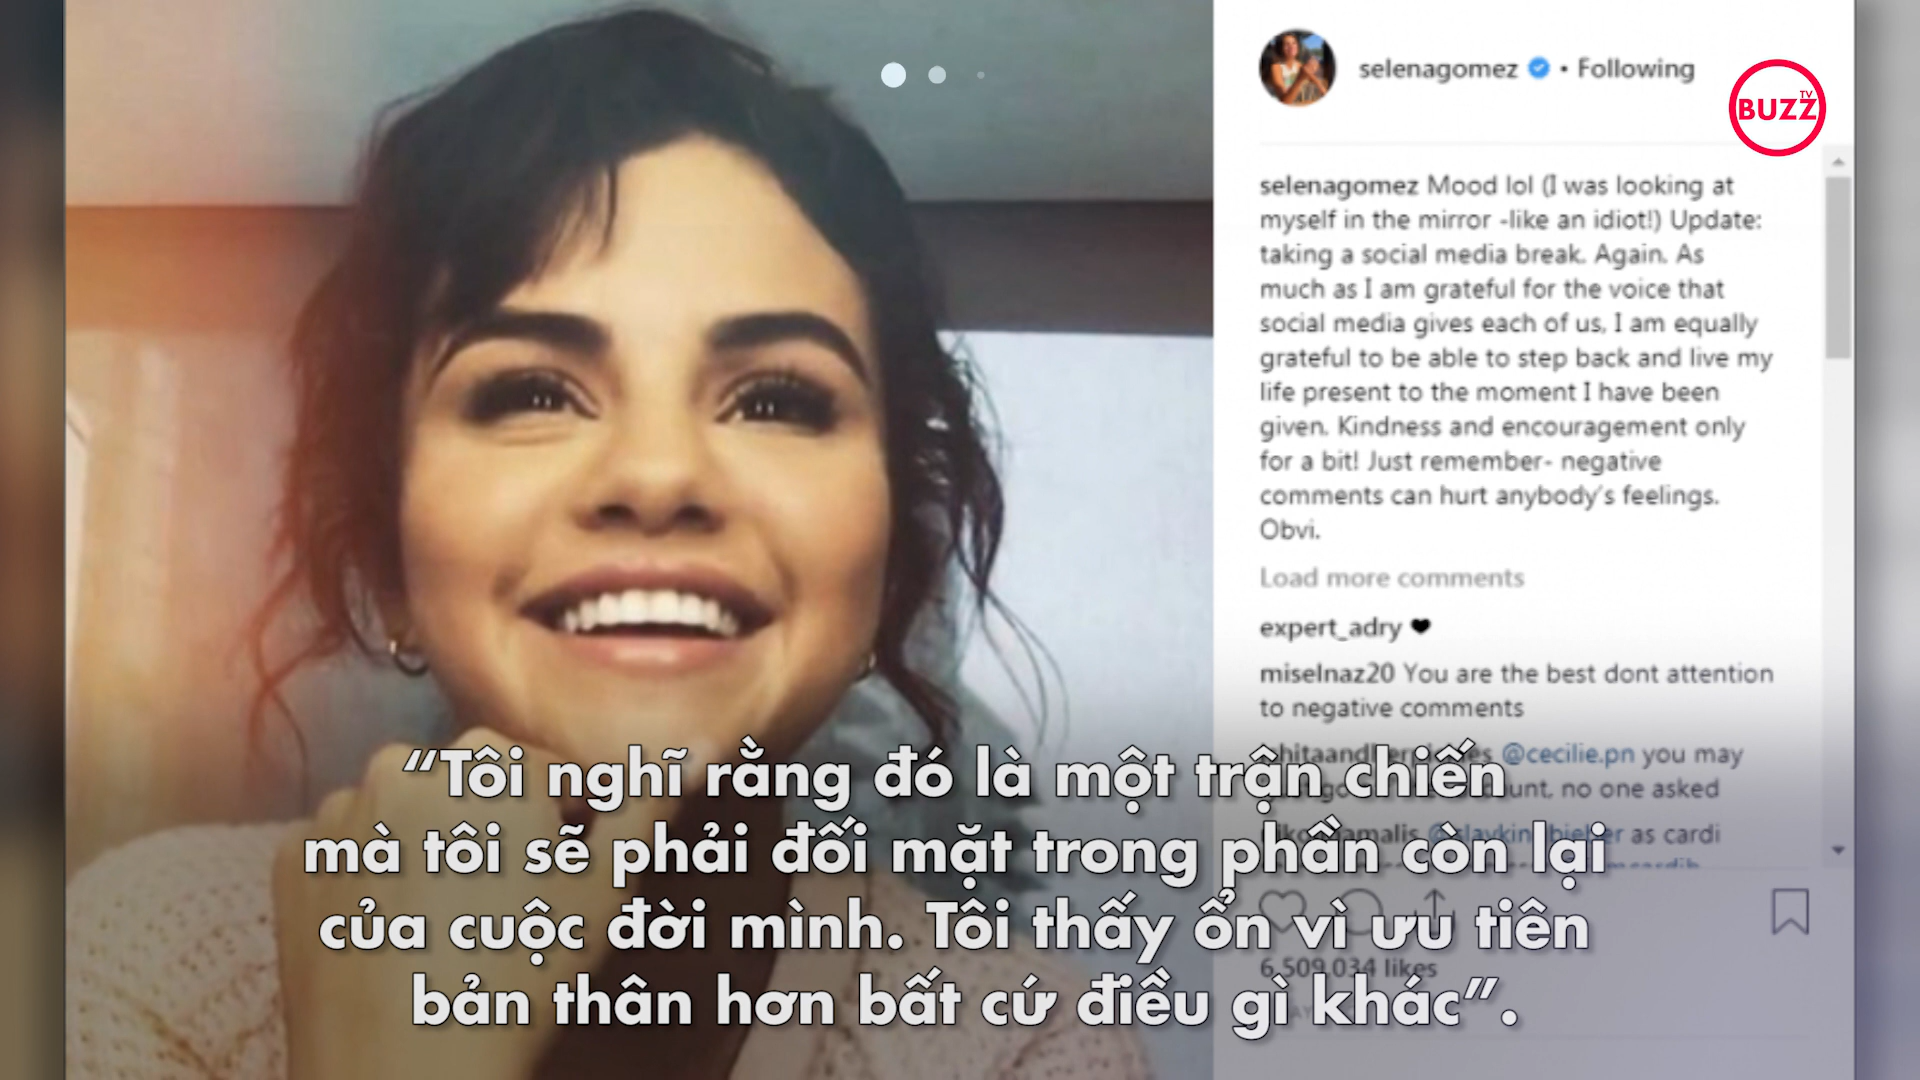 selenagomez • Following
BUZZ TV
selenagomez Mood lol (I was looking at
myself in the mirror -like an idiot!) Update:
taking a social media break. Again. As
much as I am grateful for the voice that
social media gives each of us, I am equally
grateful to be able to step back and live my
life present to the moment I have been
given. Kindness and encouragement only
for a bit! Just remember- negative
comments can hurt anybody's feelings.
Obvi.
Load more comments
expert_adry ❤
miselnaz20 You are the best dont attention
to negative comments
@cecilie.pn you may
no one asked
as cardi
6,509,034 likes
“Tôi nghĩ rằng đó là một trận chiến
mà tôi sẽ phải đối mặt trong phần còn lại
của cuộc đời mình. Tôi thấy ổn vì ưu tiên
bản thân hơn bất cứ điều gì khác”.